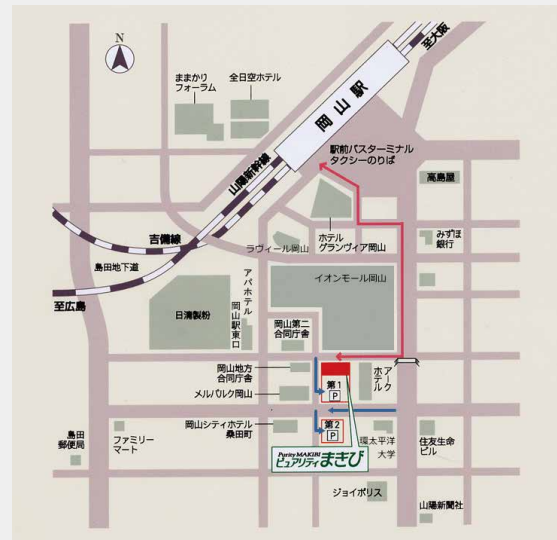 N
至大阪
ままかり
フォーラム
全日空ホテル
岡山駅
駅前バスターミナル
タクシーのりば
山陽新幹線
高島屋
吉備線
島田地下道
ラヴィール岡山
ホテル
グランヴィア岡山
みずほ
銀行
至広島
日清製粉
アパホテル
岡山駅東口
イオンモール岡山
岡山第二
合同庁舎
岡山地方
合同庁舎
メルパルク岡山
第1
P
アーク
ホテル
岡山シティホテル
桑田町
第2
P
環太平洋
大学
島田
郵便局
ファミリー
マート
Purity MAKIBI
ピュアリティまきび
住友生命
ビル
ジョイポリス
山陽新聞社